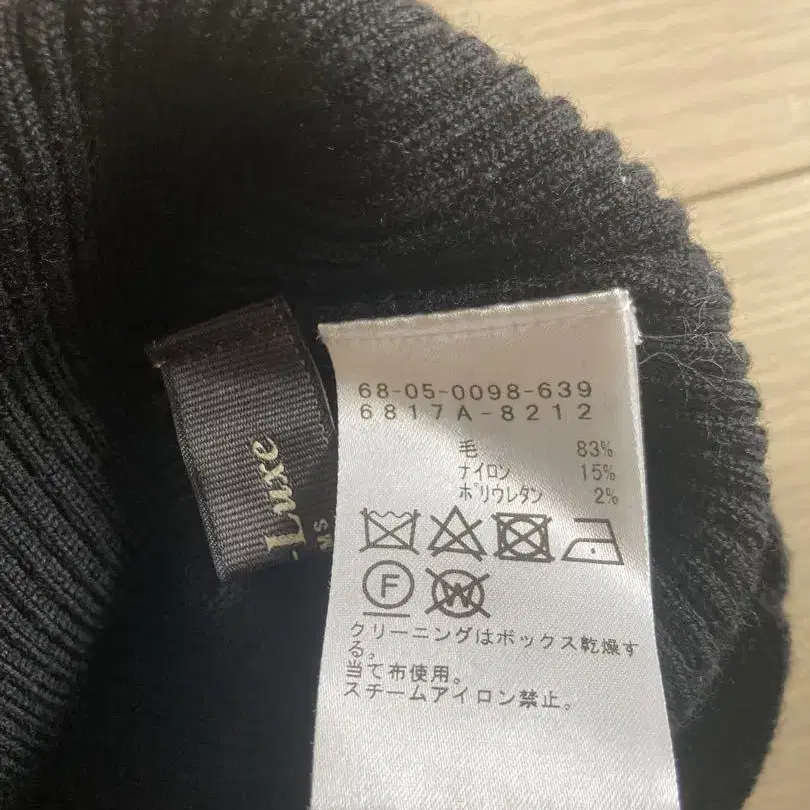 -Luxe
MS
68-05-0098-639
6817A-8212
毛 83%
ナイロン 15%
ポリウレタン 2%
F
W
クリーニングはボックス乾燥す
る。
当て布使用。
スチームアイロン禁止。